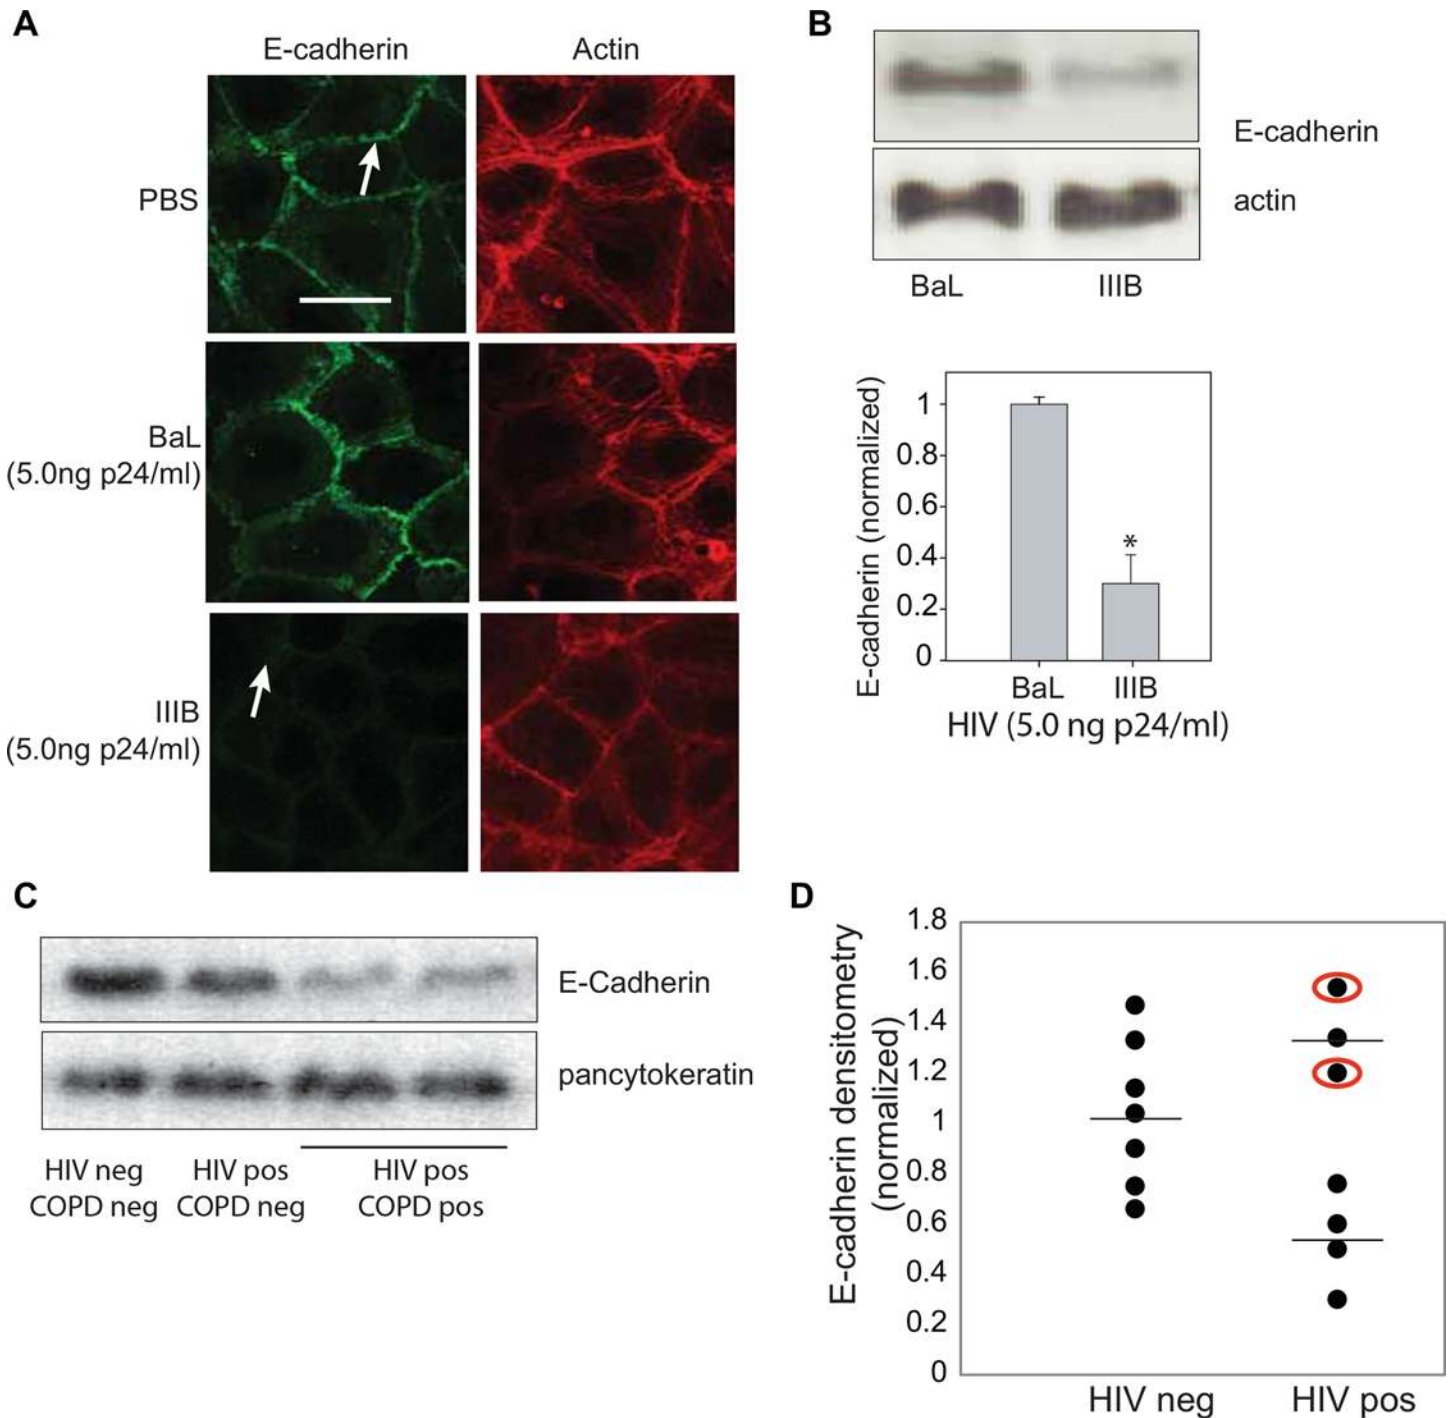 A
E-cadherin
Actin
PBS
BaL
(5.0ng p24/ml)
IIIB
(5.0ng p24/ml)
B
E-cadherin
actin
BaL
IIIB
E-cadherin (normalized)
1
0.8
0.6
0.4
0.2
0
*
BaL
IIIB
HIV (5.0 ng p24/ml)
C
E-Cadherin
pancytokeratin
HIV neg
COPD neg
HIV pos
COPD neg
HIV pos
COPD pos
D
E-cadherin densitometry
(normalized)
1.8
1.6
1.4
1.2
1
0.8
0.6
0.4
0.2
0
HIV neg
HIV pos